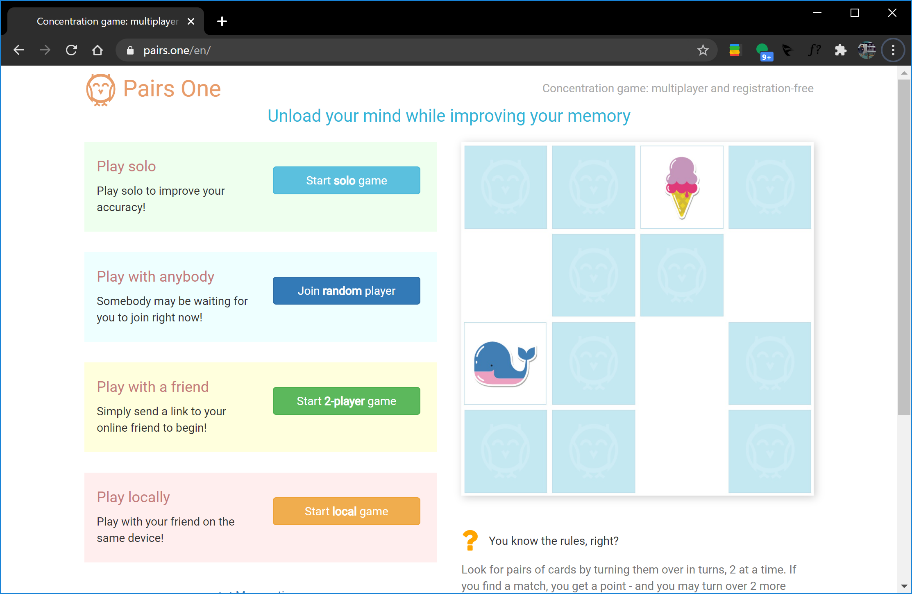 Concentration game: multiplayer
pairs.one/en/
9+
f?
Pairs One
Concentration game: multiplayer and registration-free
Unload your mind while improving your memory
Play solo
Play solo to improve your
accuracy!
Start solo game
Play with anybody
Somebody may be waiting for
you to join right now!
Join random player
Play with a friend
Simply send a link to your
online friend to begin!
Start 2-player game
Play locally
Play with your friend on the
same device!
Start local game
? You know the rules, right?
Look for pairs of cards by turning them over in turns, 2 at a time. If
you find a match, you get a point - and you may turn over 2 more